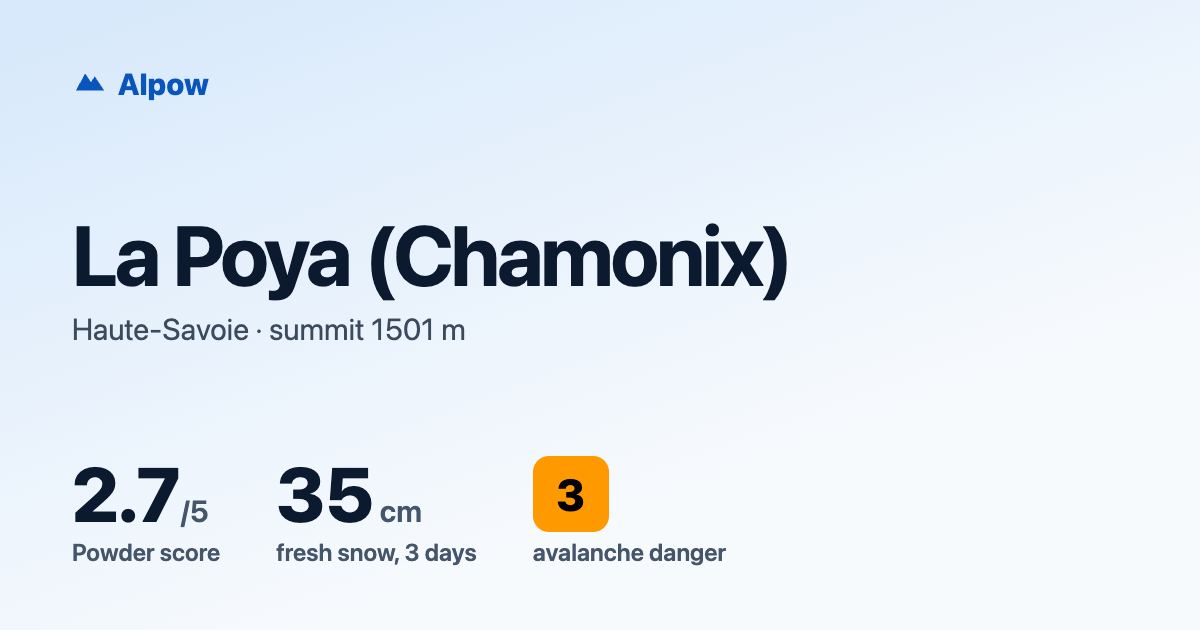 Alpow
La Poya (Chamonix)
Haute-Savoie · summit 1501 m
2.7/5 35 cm 3
Powder score fresh snow, 3 days avalanche danger